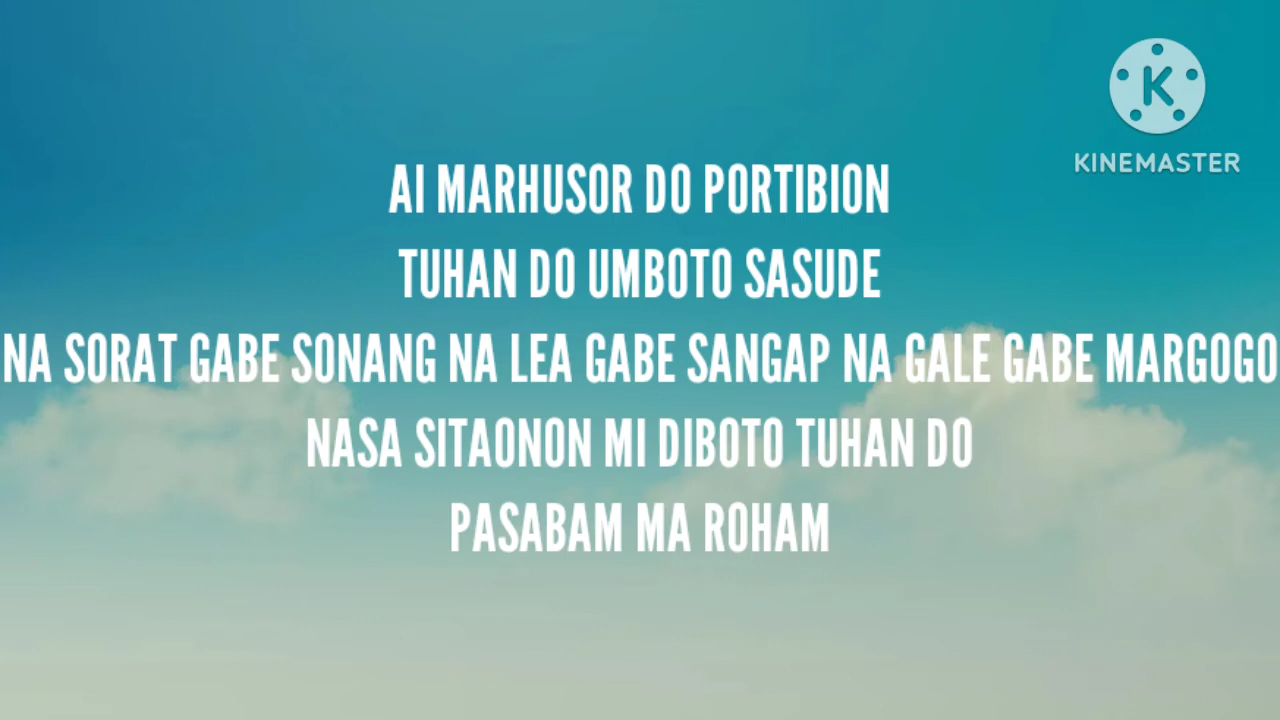 KINEMASTER
AI MARHUSOR DO PORTIBION
TUHAN DO UMBOTO SASUDE
NA SORAT GABE SONANG NA LEA GABE SANGAP NA GALE GABE MARGOGO
NASA SITAONON MI DIBOTO TUHAN DO
PASABAM MA ROHAM